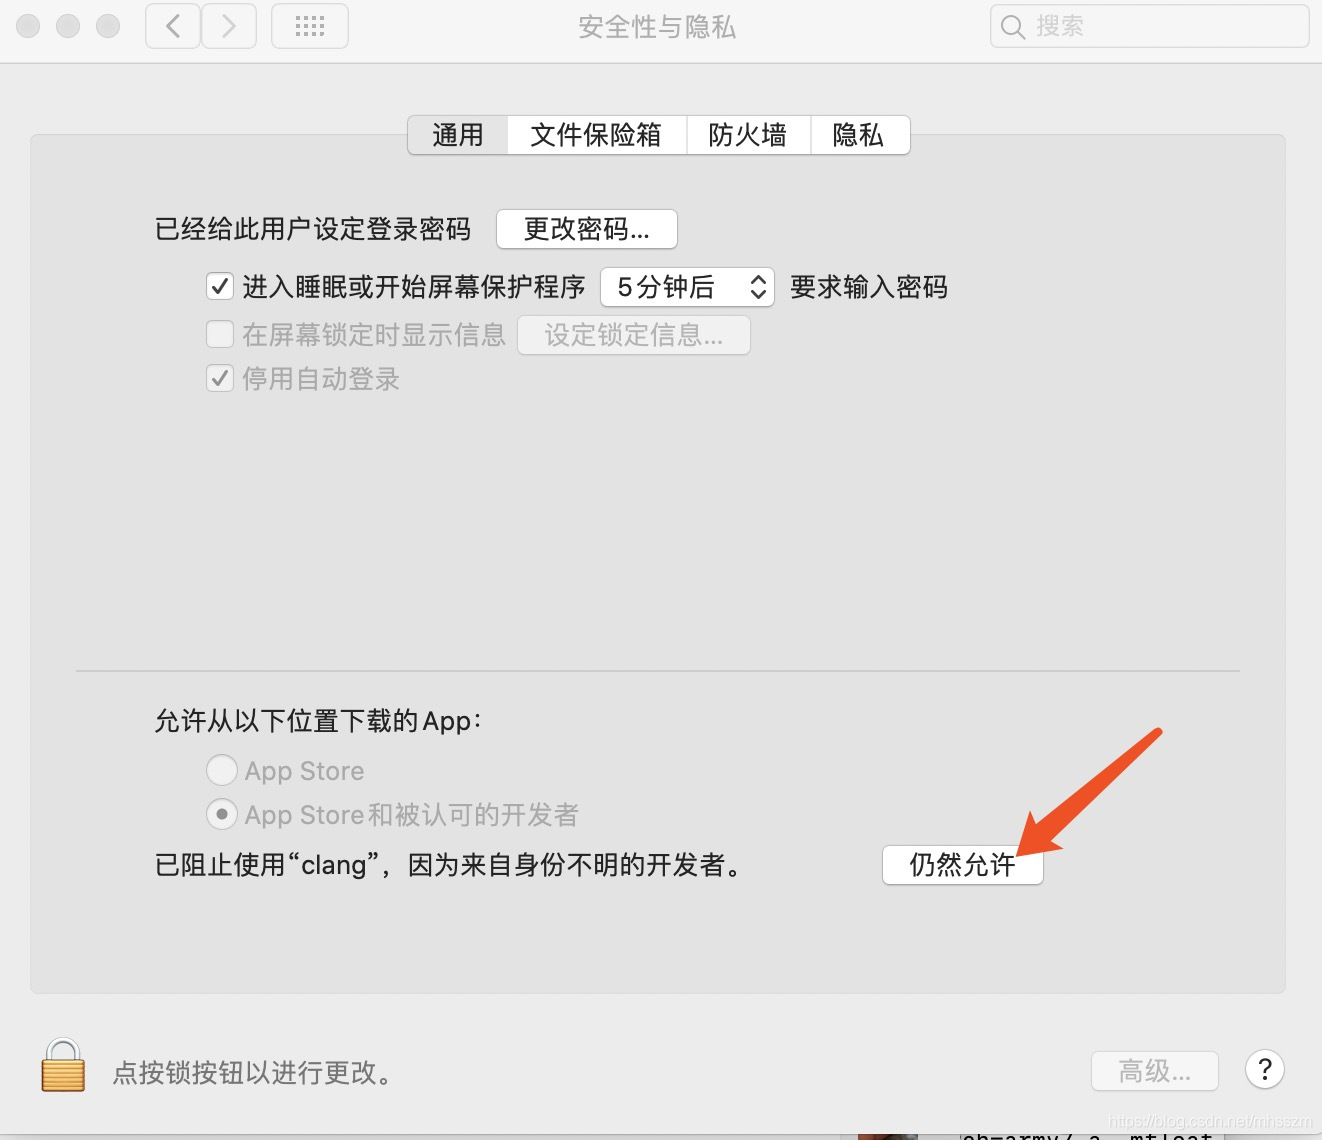 安全性与隐私
搜索
通用 文件保险箱 防火墙 隐私
已经给此用户设定登录密码 更改密码...
进入睡眠或开始屏幕保护程序 5分钟后 要求输入密码
在屏幕锁定时显示信息 设定锁定信息...
停用自动登录
允许从以下位置下载的App：
App Store
App Store和被认可的开发者
已阻止使用“clang”，因为来自身份不明的开发者。 仍然允许
点按锁按钮以进行更改。 高级... ?
https://blog.csdn.net/mhsszm